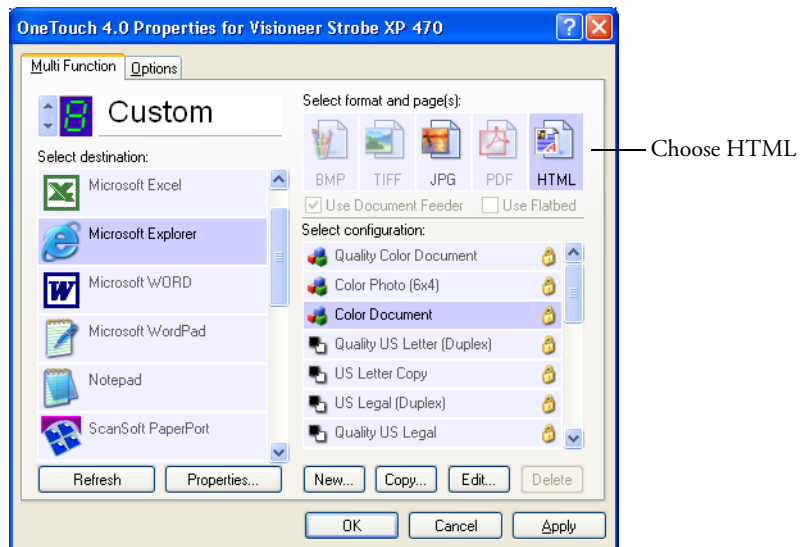 OneTouch 4.0 Properties for Visioneer Strobe XP 470
Multi Function
Options
8
Custom
Select destination:
Microsoft Excel
Microsoft Explorer
Microsoft WORD
Microsoft WordPad
Notepad
ScanSoft PaperPort
Refresh
Properties...
Select format and page(s):
BMP TIFF JPG PDF HTML
Use Document Feeder
Use Flatbed
Select configuration:
Quality Color Document
Color Photo (6x4)
Color Document
Quality US Letter (Duplex)
US Letter Copy
US Legal (Duplex)
Quality US Legal
New... Copy... Edit... Delete
OK Cancel Apply
Choose HTML